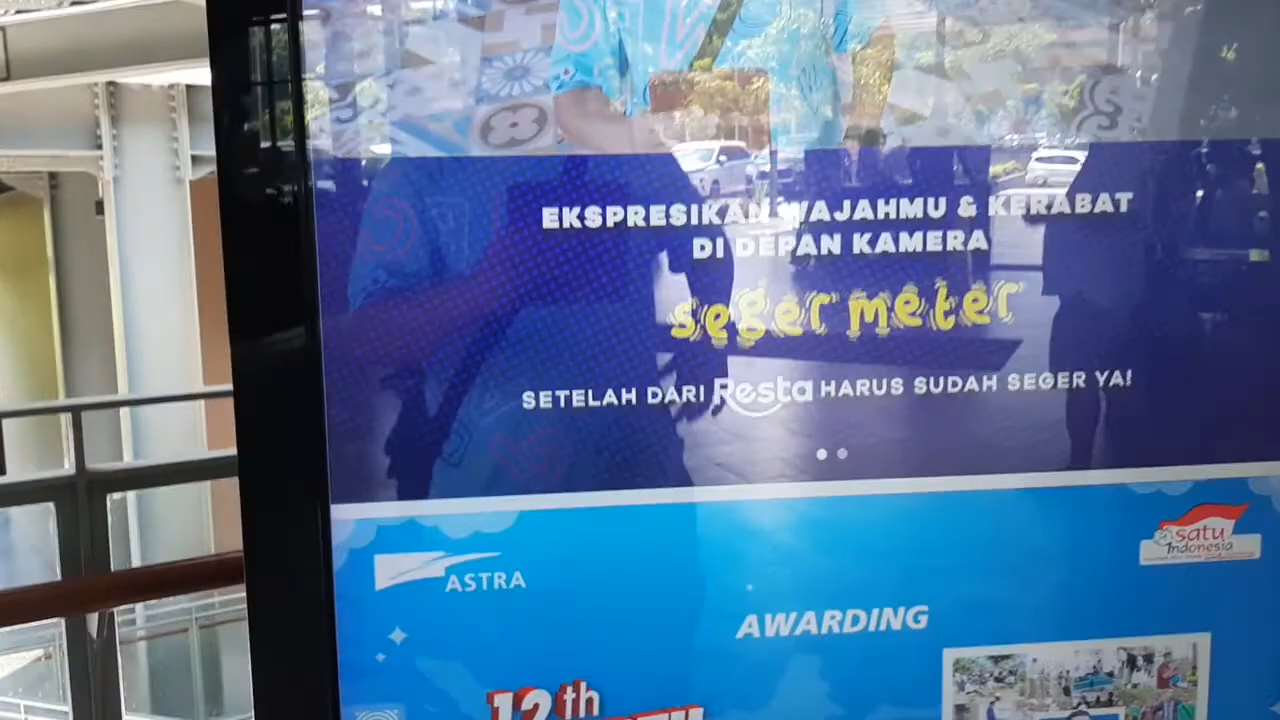 EKSPRESIKAN WAJAHMU & KERABAT
DI DEPAN KAMERA
seger meter
SETELAH DARI Resta HARUS SUDAH SEGER YA!
ASTRA
satu
Indonesia
AWARDING
12th